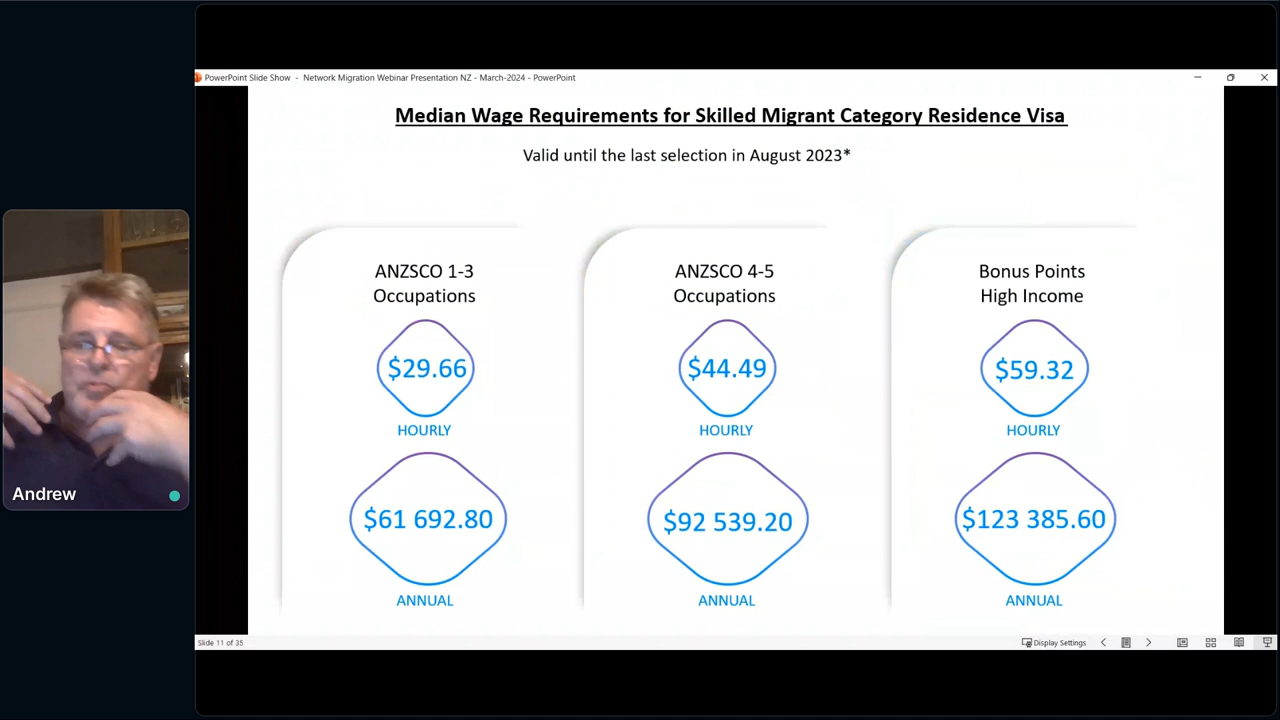 PowerPoint Slide Show - Network Migration Webinar Presentation NZ - March-2024 - PowerPoint
Median Wage Requirements for Skilled Migrant Category Residence Visa
Valid until the last selection in August 2023*
ANZSCO 1-3
Occupations
$29.66
HOURLY
$61 692.80
ANNUAL
ANZSCO 4-5
Occupations
$44.49
HOURLY
$92 539.20
ANNUAL
Bonus Points
High Income
$59.32
HOURLY
$123 385.60
ANNUAL
Andrew
Slide 11 of 35
Display Settings